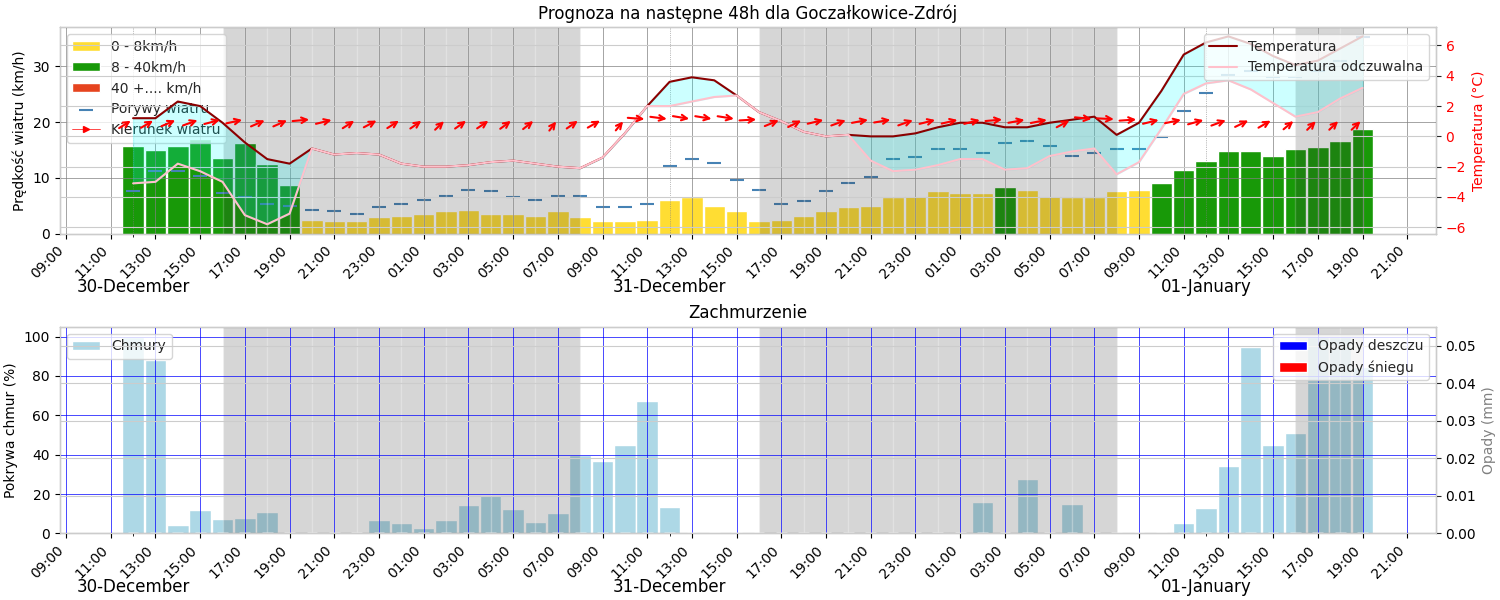 Prognoza na następne 48h dla Goczałkowice-Zdrój
Prędkość wiatru (km/h)
30
20
10
0
0 - 8km/h
8 - 40km/h
40 +.... km/h
Porywy wiatru
Kierunek wiatru
Temperatura
Temperatura odczuwalna
6
4
2
0
−2
−4
−6
Temperatura (°C)
09:00 11:00 13:00 15:00 17:00 19:00 21:00 23:00 01:00 03:00 05:00 07:00 09:00 11:00 13:00 15:00 17:00 19:00 21:00 23:00 01:00 03:00 05:00 07:00 09:00 11:00 13:00 15:00 17:00 19:00 21:00
30-December 31-December 01-January
Zachmurzenie
Pokrywa chmur (%)
100
80
60
40
20
0
Chmury
Opady deszczu
Opady śniegu
0.05
0.04
0.03
0.02
0.01
0.00
Opady (mm)
09:00 11:00 13:00 15:00 17:00 19:00 21:00 23:00 01:00 03:00 05:00 07:00 09:00 11:00 13:00 15:00 17:00 19:00 21:00 23:00 01:00 03:00 05:00 07:00 09:00 11:00 13:00 15:00 17:00 19:00 21:00
30-December 31-December 01-January